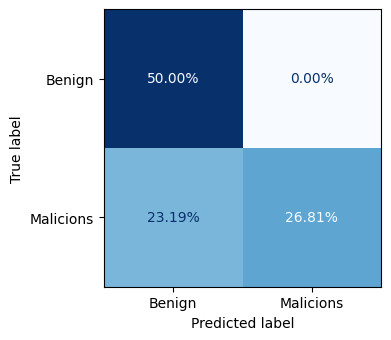 Benign
50.00%
0.00%
True label
Malicions
23.19%
26.81%
Benign
Malicions
Predicted label